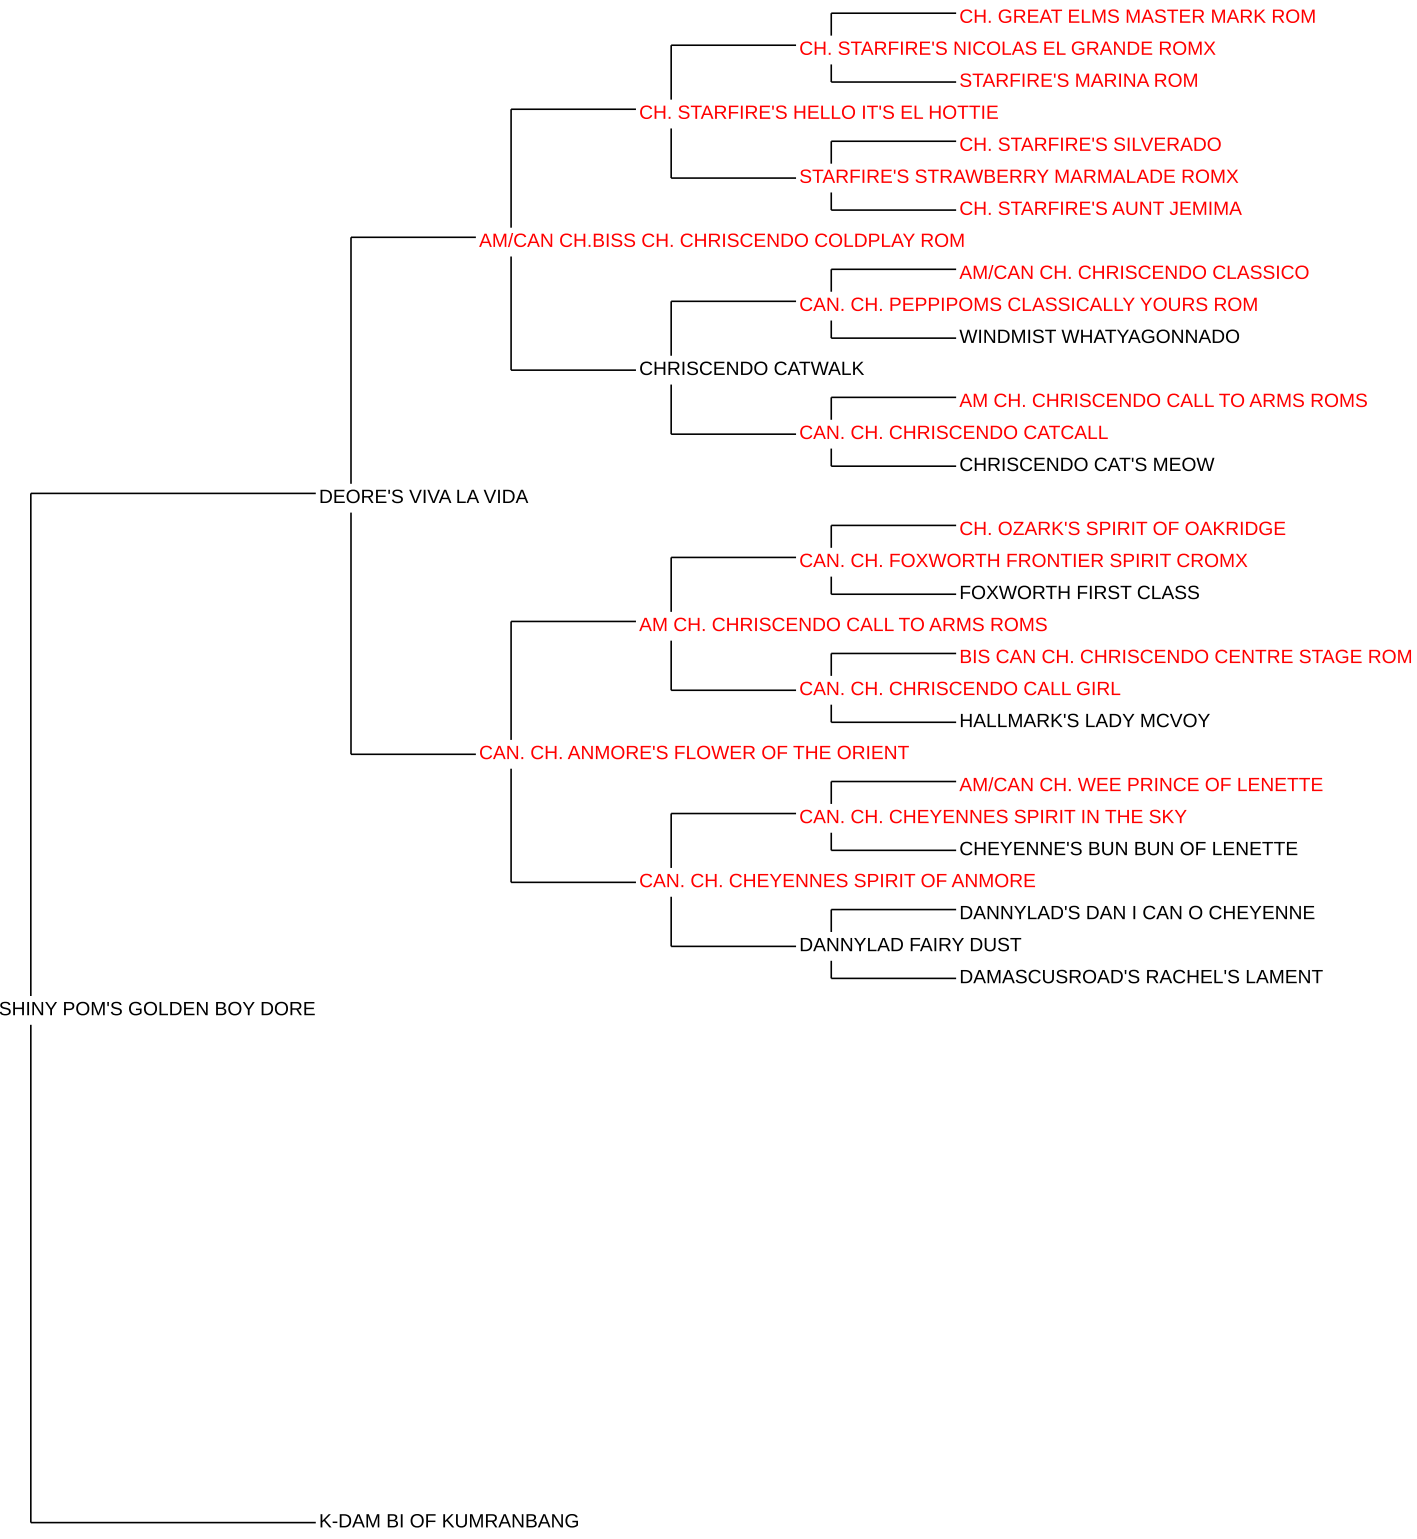 CH. GREAT ELMS MASTER MARK ROM
CH. STARFIRE'S NICOLAS EL GRANDE ROMX
STARFIRE'S MARINA ROM
CH. STARFIRE'S HELLO IT'S EL HOTTIE
CH. STARFIRE'S SILVERADO
STARFIRE'S STRAWBERRY MARMALADE ROMX
CH. STARFIRE'S AUNT JEMIMA
AM/CAN CH.BISS CH. CHRISCENDO COLDPLAY ROM
AM/CAN CH. CHRISCENDO CLASSICO
CAN. CH. PEPPIPOMS CLASSICALLY YOURS ROM
WINDMIST WHATYAGONNADO
CHRISCENDO CATWALK
AM CH. CHRISCENDO CALL TO ARMS ROMS
CAN. CH. CHRISCENDO CATCALL
CHRISCENDO CAT'S MEOW
DEORE'S VIVA LA VIDA
CH. OZARK'S SPIRIT OF OAKRIDGE
CAN. CH. FOXWORTH FRONTIER SPIRIT CROMX
FOXWORTH FIRST CLASS
AM CH. CHRISCENDO CALL TO ARMS ROMS
BIS CAN CH. CHRISCENDO CENTRE STAGE ROM
CAN. CH. CHRISCENDO CALL GIRL
HALLMARK'S LADY MCVOY
CAN. CH. ANMORE'S FLOWER OF THE ORIENT
AM/CAN CH. WEE PRINCE OF LENETTE
CAN. CH. CHEYENNES SPIRIT IN THE SKY
CHEYENNE'S BUN BUN OF LENETTE
CAN. CH. CHEYENNES SPIRIT OF ANMORE
DANNYLAD'S DAN I CAN O CHEYENNE
DANNYLAD FAIRY DUST
DAMASCUSROAD'S RACHEL'S LAMENT
SHINY POM'S GOLDEN BOY DORE
K-DAM BI OF KUMRANBANG